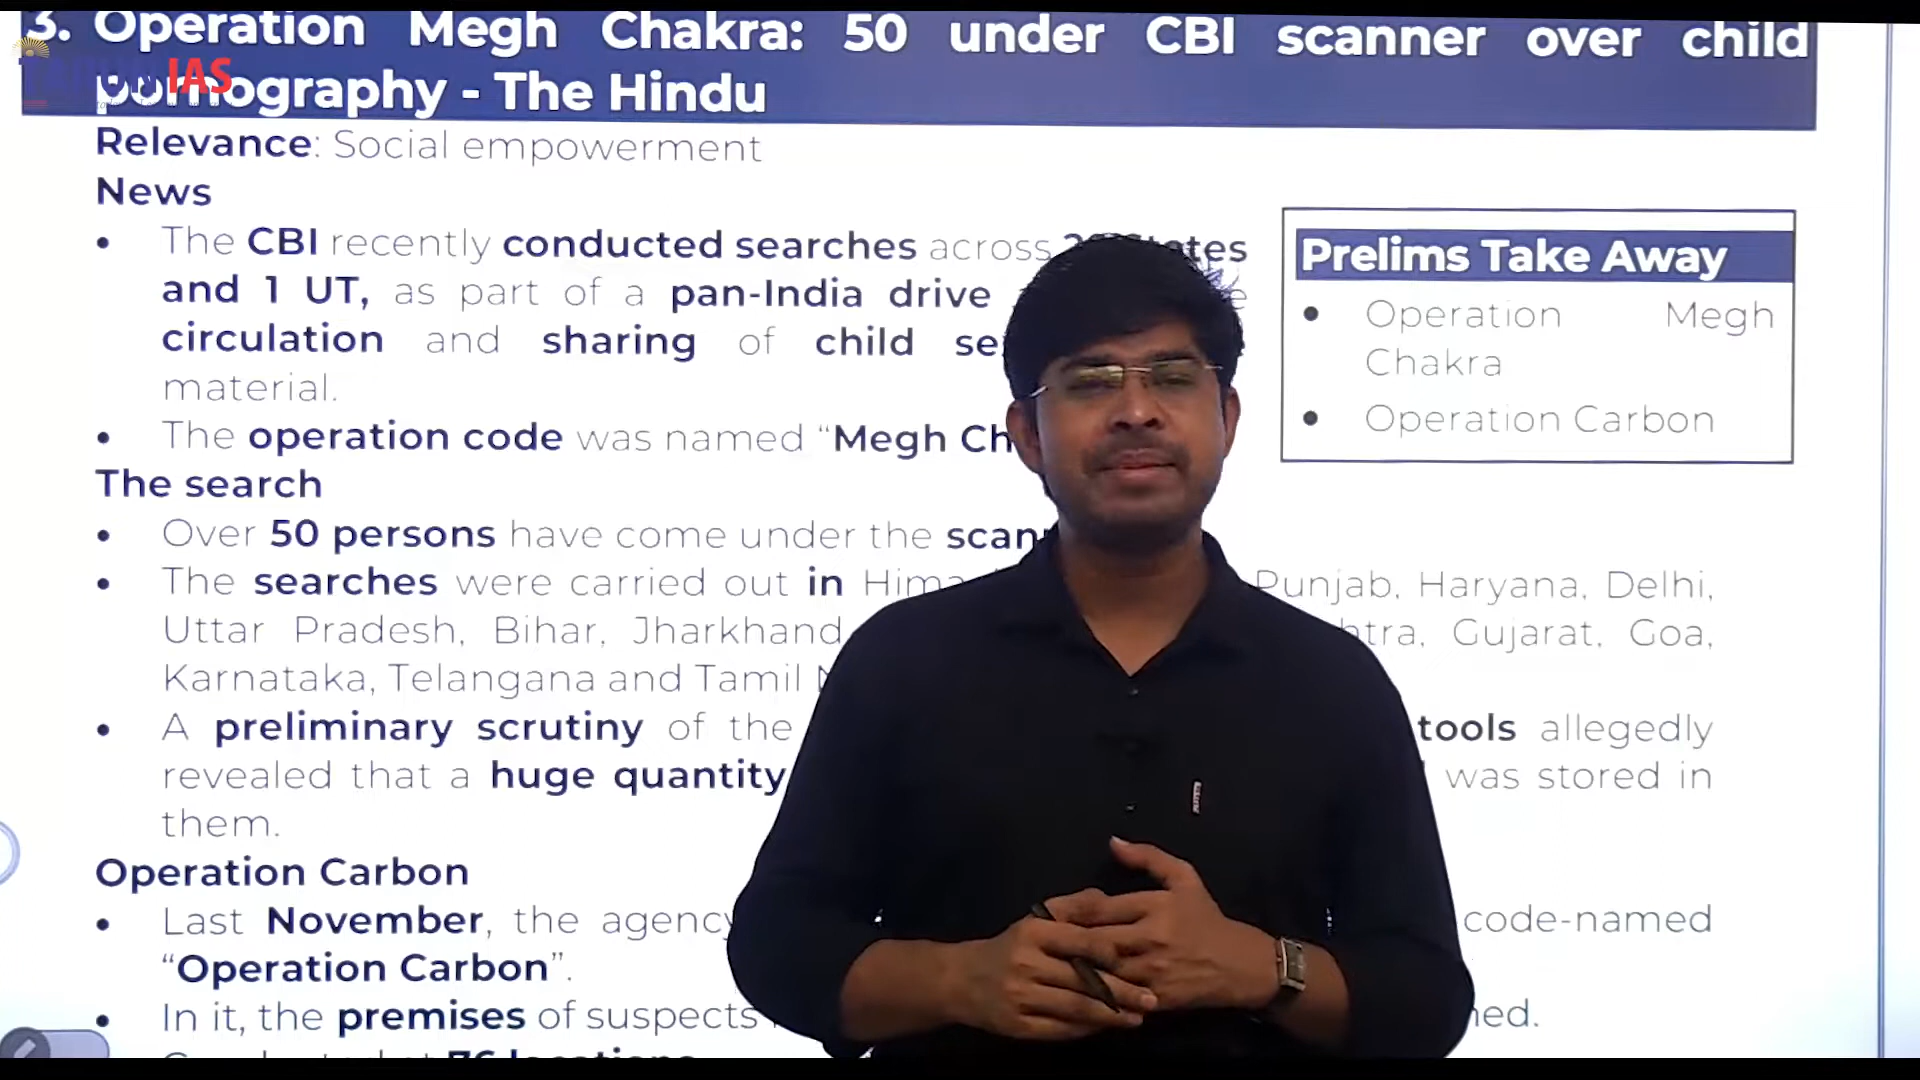 3. Operation Megh Chakra: 50 under CBI scanner over child
pornography - The Hindu
IAS
Relevance: Social empowerment
News
• The CBI recently conducted searches across
and 1 UT, as part of a pan-India drive
circulation and sharing of child
material.
• The operation code was named “Megh
The search
• Over 50 persons have come under the
• The searches were carried out in Punjab, Haryana, Delhi,
Uttar Pradesh, Bihar, Jharkhand, Gujarat, Goa,
Karnataka, Telangana and Tamil
• A preliminary scrutiny of the tools allegedly
revealed that a huge quantity was stored in
them.
Operation Carbon
• Last November, the agency code-named
“Operation Carbon”.
• In it, the premises of suspects
Prelims Take Away
• Operation Megh
Chakra
• Operation Carbon